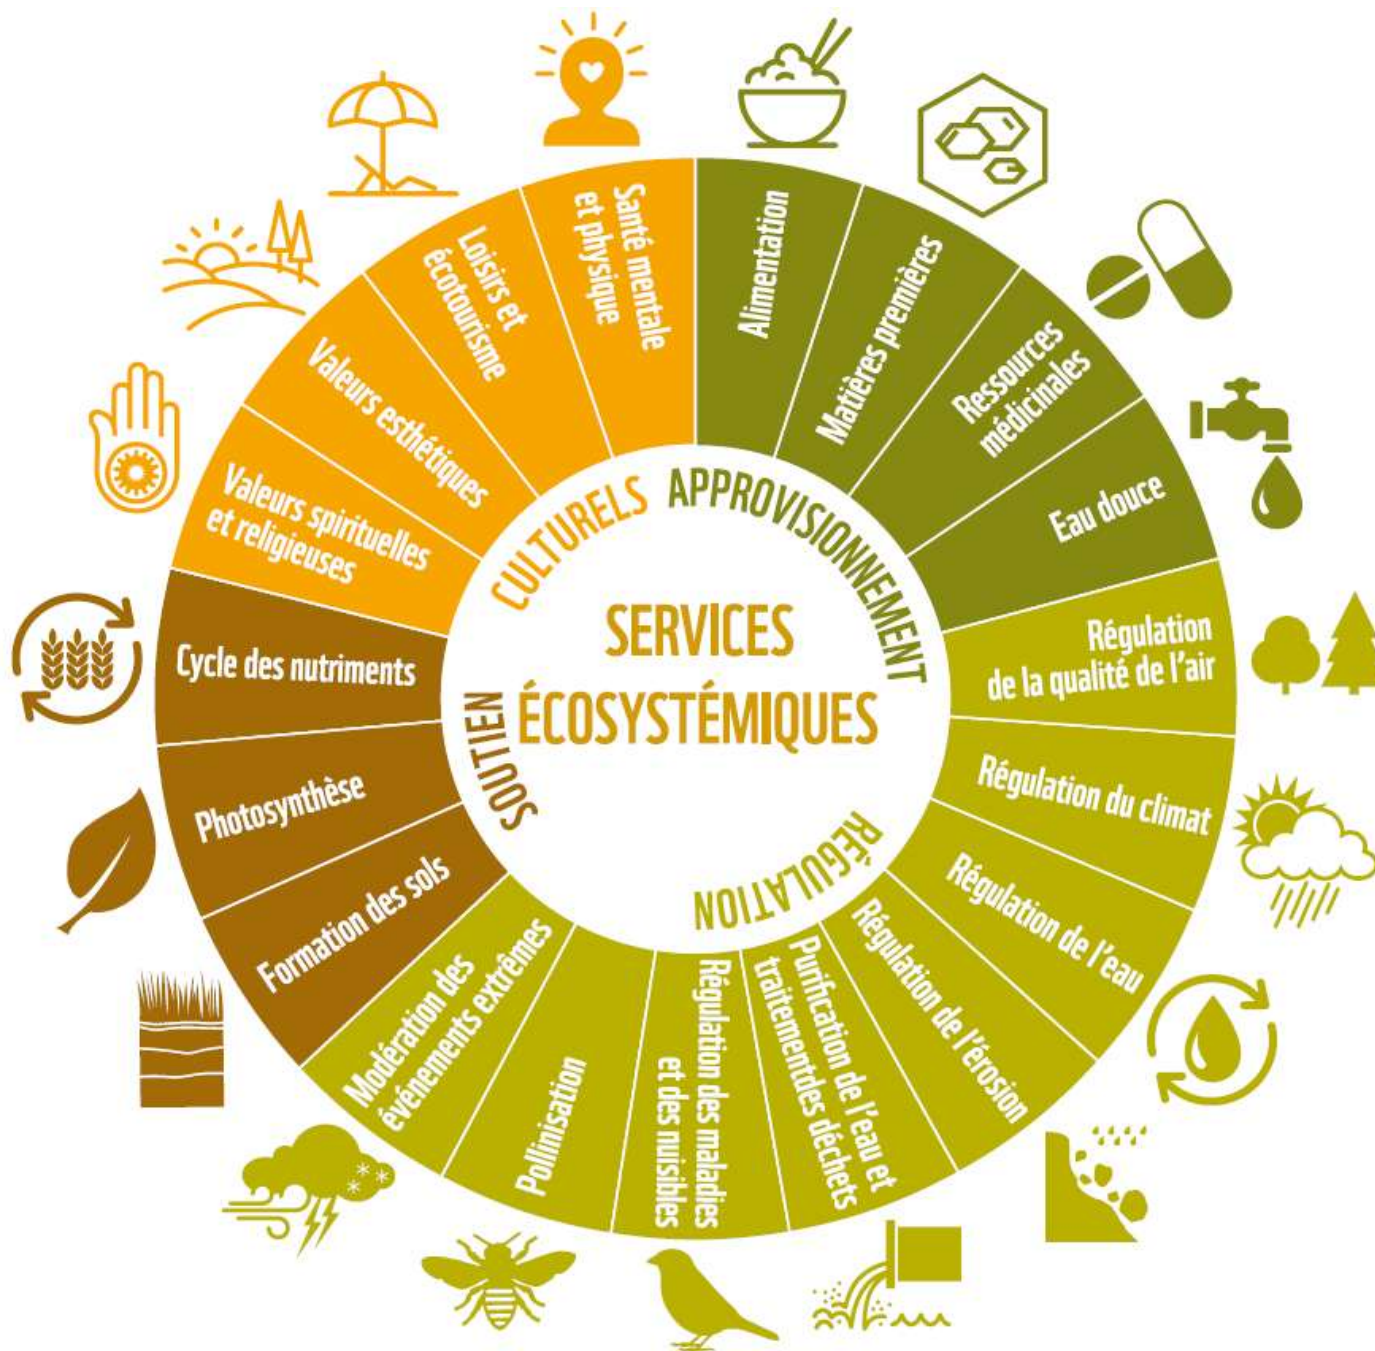 SERVICES
ÉCOSYSTÉMIQUES
APPROVISIONNEMENT
Alimentation
Matières premières
Ressources
médicinales
Eau douce
RÉGULATION
Régulation
de la qualité de l'air
Régulation du climat
Régulation de l'eau
Régulation de l'érosion
Purification de l'eau et
traitementdes déchets
Régulation des maladies
et des nuisibles
Pollinisation
Modération des
événements extrêmes
SOUTIEN
Formation des sols
Photosynthèse
Cycle des nutriments
CULTURELS
Valeurs spirituelles
et religieuses
Valeurs esthétiques
Loisirs et
écotourisme
Santé mentale
et physique